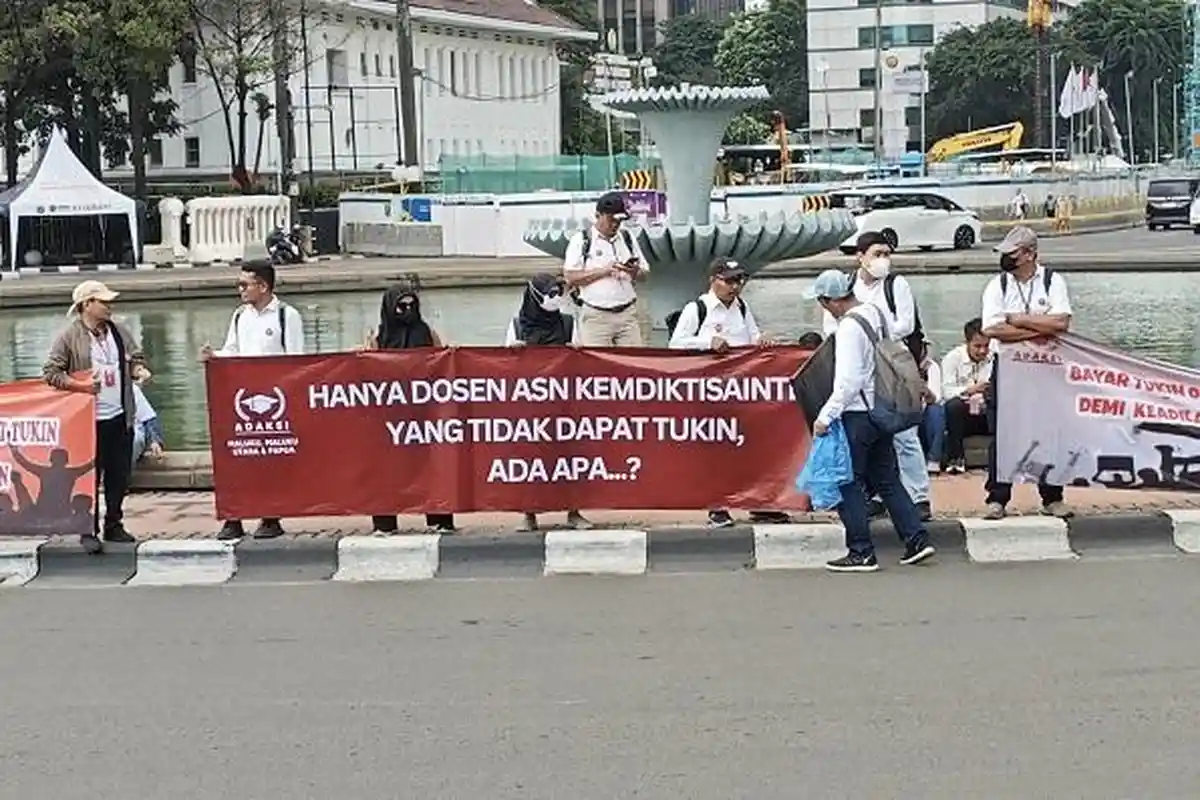 TUKIN
ADAKSI
MALUKU, MALUKU
UTARA & PAPUA
HANYA DOSEN ASN KEMDIKTISAINT
YANG TIDAK DAPAT TUKIN,
ADA APA...?
ADAKSI
BAYAR TUKIN
DEMI KEADIL